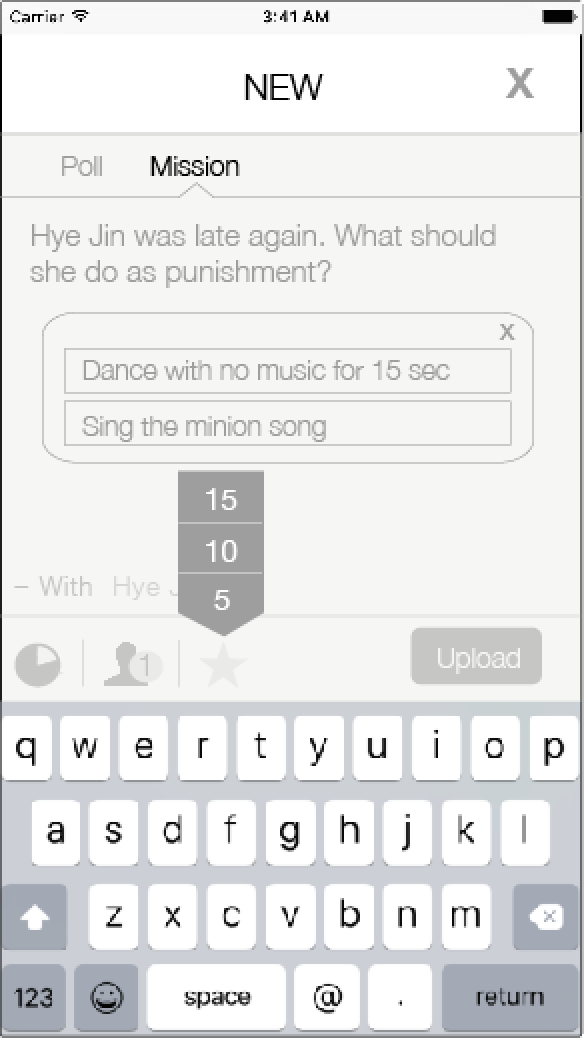 Carrier 3:41 AM
NEW X
Poll Mission
Hye Jin was late again. What should
she do as punishment?
X
Dance with no music for 15 sec
Sing the minion song
15
10
– With Hye J
5
1 Upload
q w e r t y u i o p
a s d f g h j k l
z x c v b n m
123 space @ . return